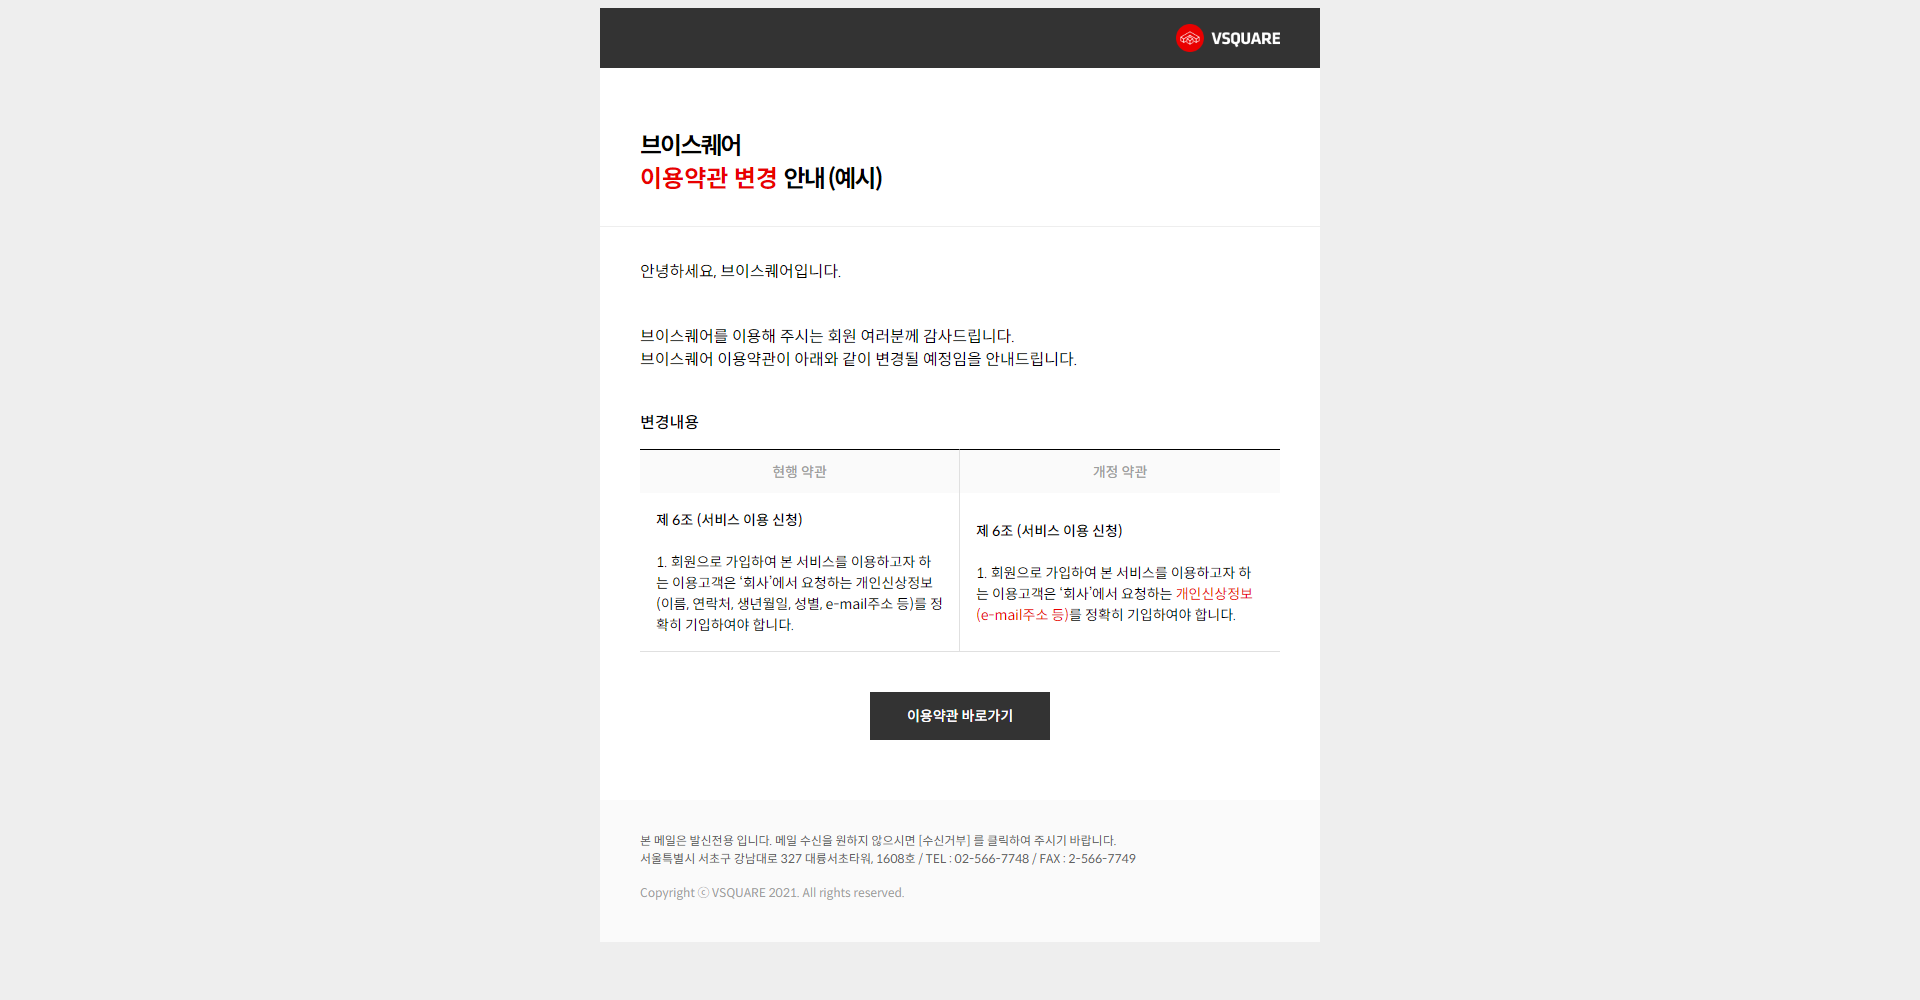 VSQUARE
브이스퀘어
이용약관 변경 안내(예시)
안녕하세요, 브이스퀘어입니다.
브이스퀘어를 이용해 주시는 회원 여러분께 감사드립니다.
브이스퀘어 이용약관이 아래와 같이 변경될 예정임을 안내드립니다.
변경내용
현행 약관
개정 약관
제 6조 (서비스 이용 신청)
1. 회원으로 가입하여 본 서비스를 이용하고자 하
는 이용고객은 ‘회사’에서 요청하는 개인신상정보
(이름, 연락처, 생년월일, 성별, e-mail주소 등)를 정
확히 기입하여야 합니다.
제 6조 (서비스 이용 신청)
1. 회원으로 가입하여 본 서비스를 이용하고자 하
는 이용고객은 ‘회사’에서 요청하는 개인신상정보
(e-mail주소 등)를 정확히 기입하여야 합니다.
이용약관 바로가기
본 메일은 발신전용 입니다. 메일 수신을 원하지 않으시면 [수신거부] 를 클릭하여 주시기 바랍니다.
서울특별시 서초구 강남대로 327 대륭서초타워, 1608호 / TEL : 02-566-7748 / FAX : 2-566-7749
Copyright ⓒ VSQUARE 2021. All rights reserved.